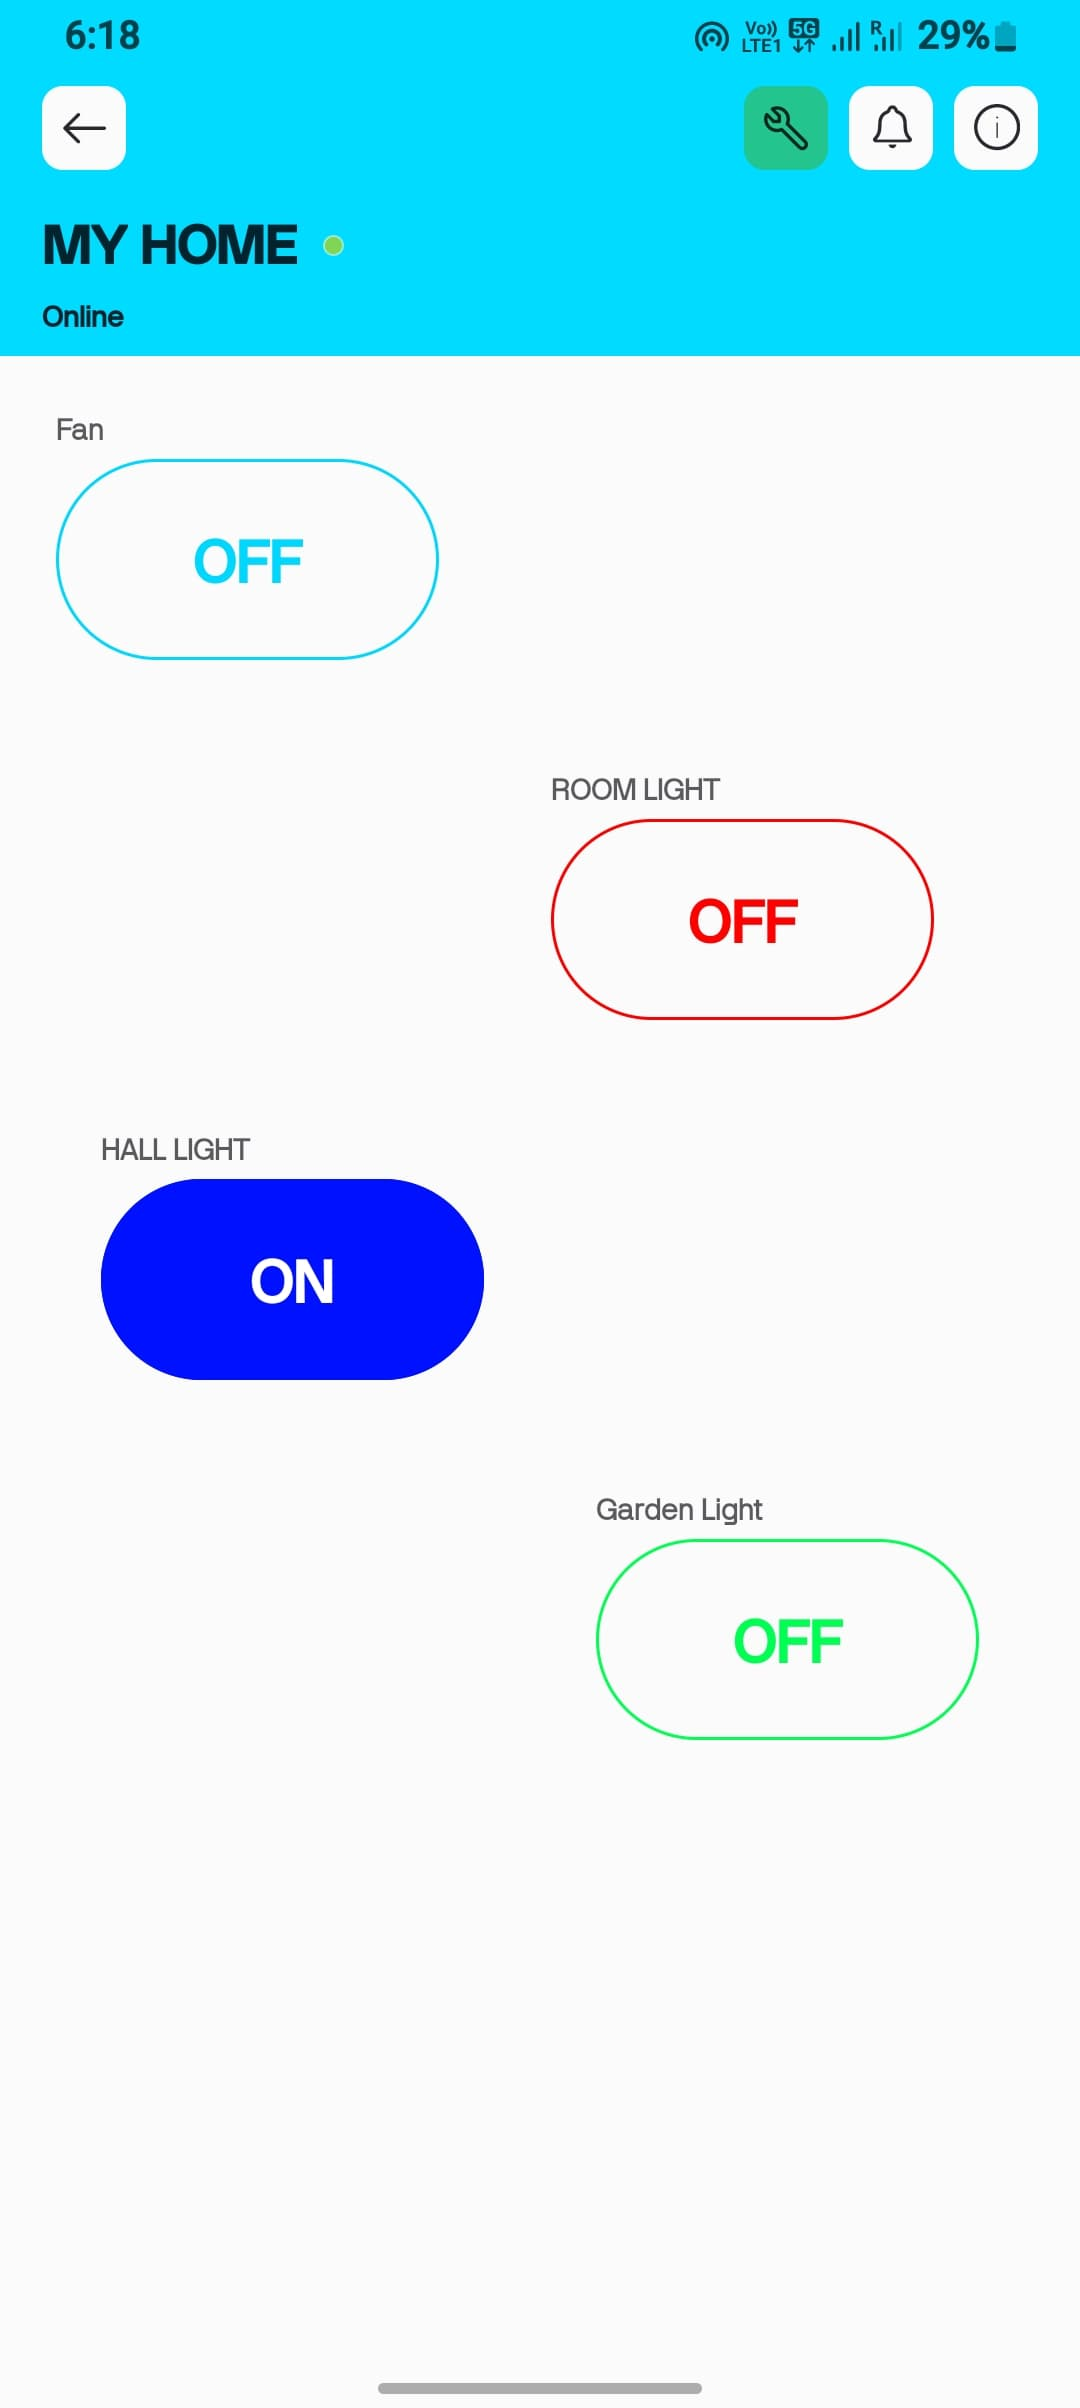 6:18
Vo))
LTE1
5G
R
29%
MY HOME
Online
Fan
OFF
ROOM LIGHT
OFF
HALL LIGHT
ON
Garden Light
OFF